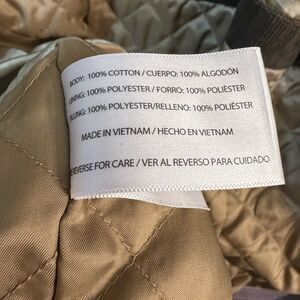 BODY: 100% COTTON / CUERPO: 100% ALGODÓN
LINING: 100% POLYESTER / FORRO: 100% POLIÉSTER
FILLING: 100% POLYESTER/RELLENO: 100% POLIÉSTER
MADE IN VIETNAM / HECHO EN VIETNAM
REVERSE FOR CARE / VER AL REVERSO PARA CUIDADO